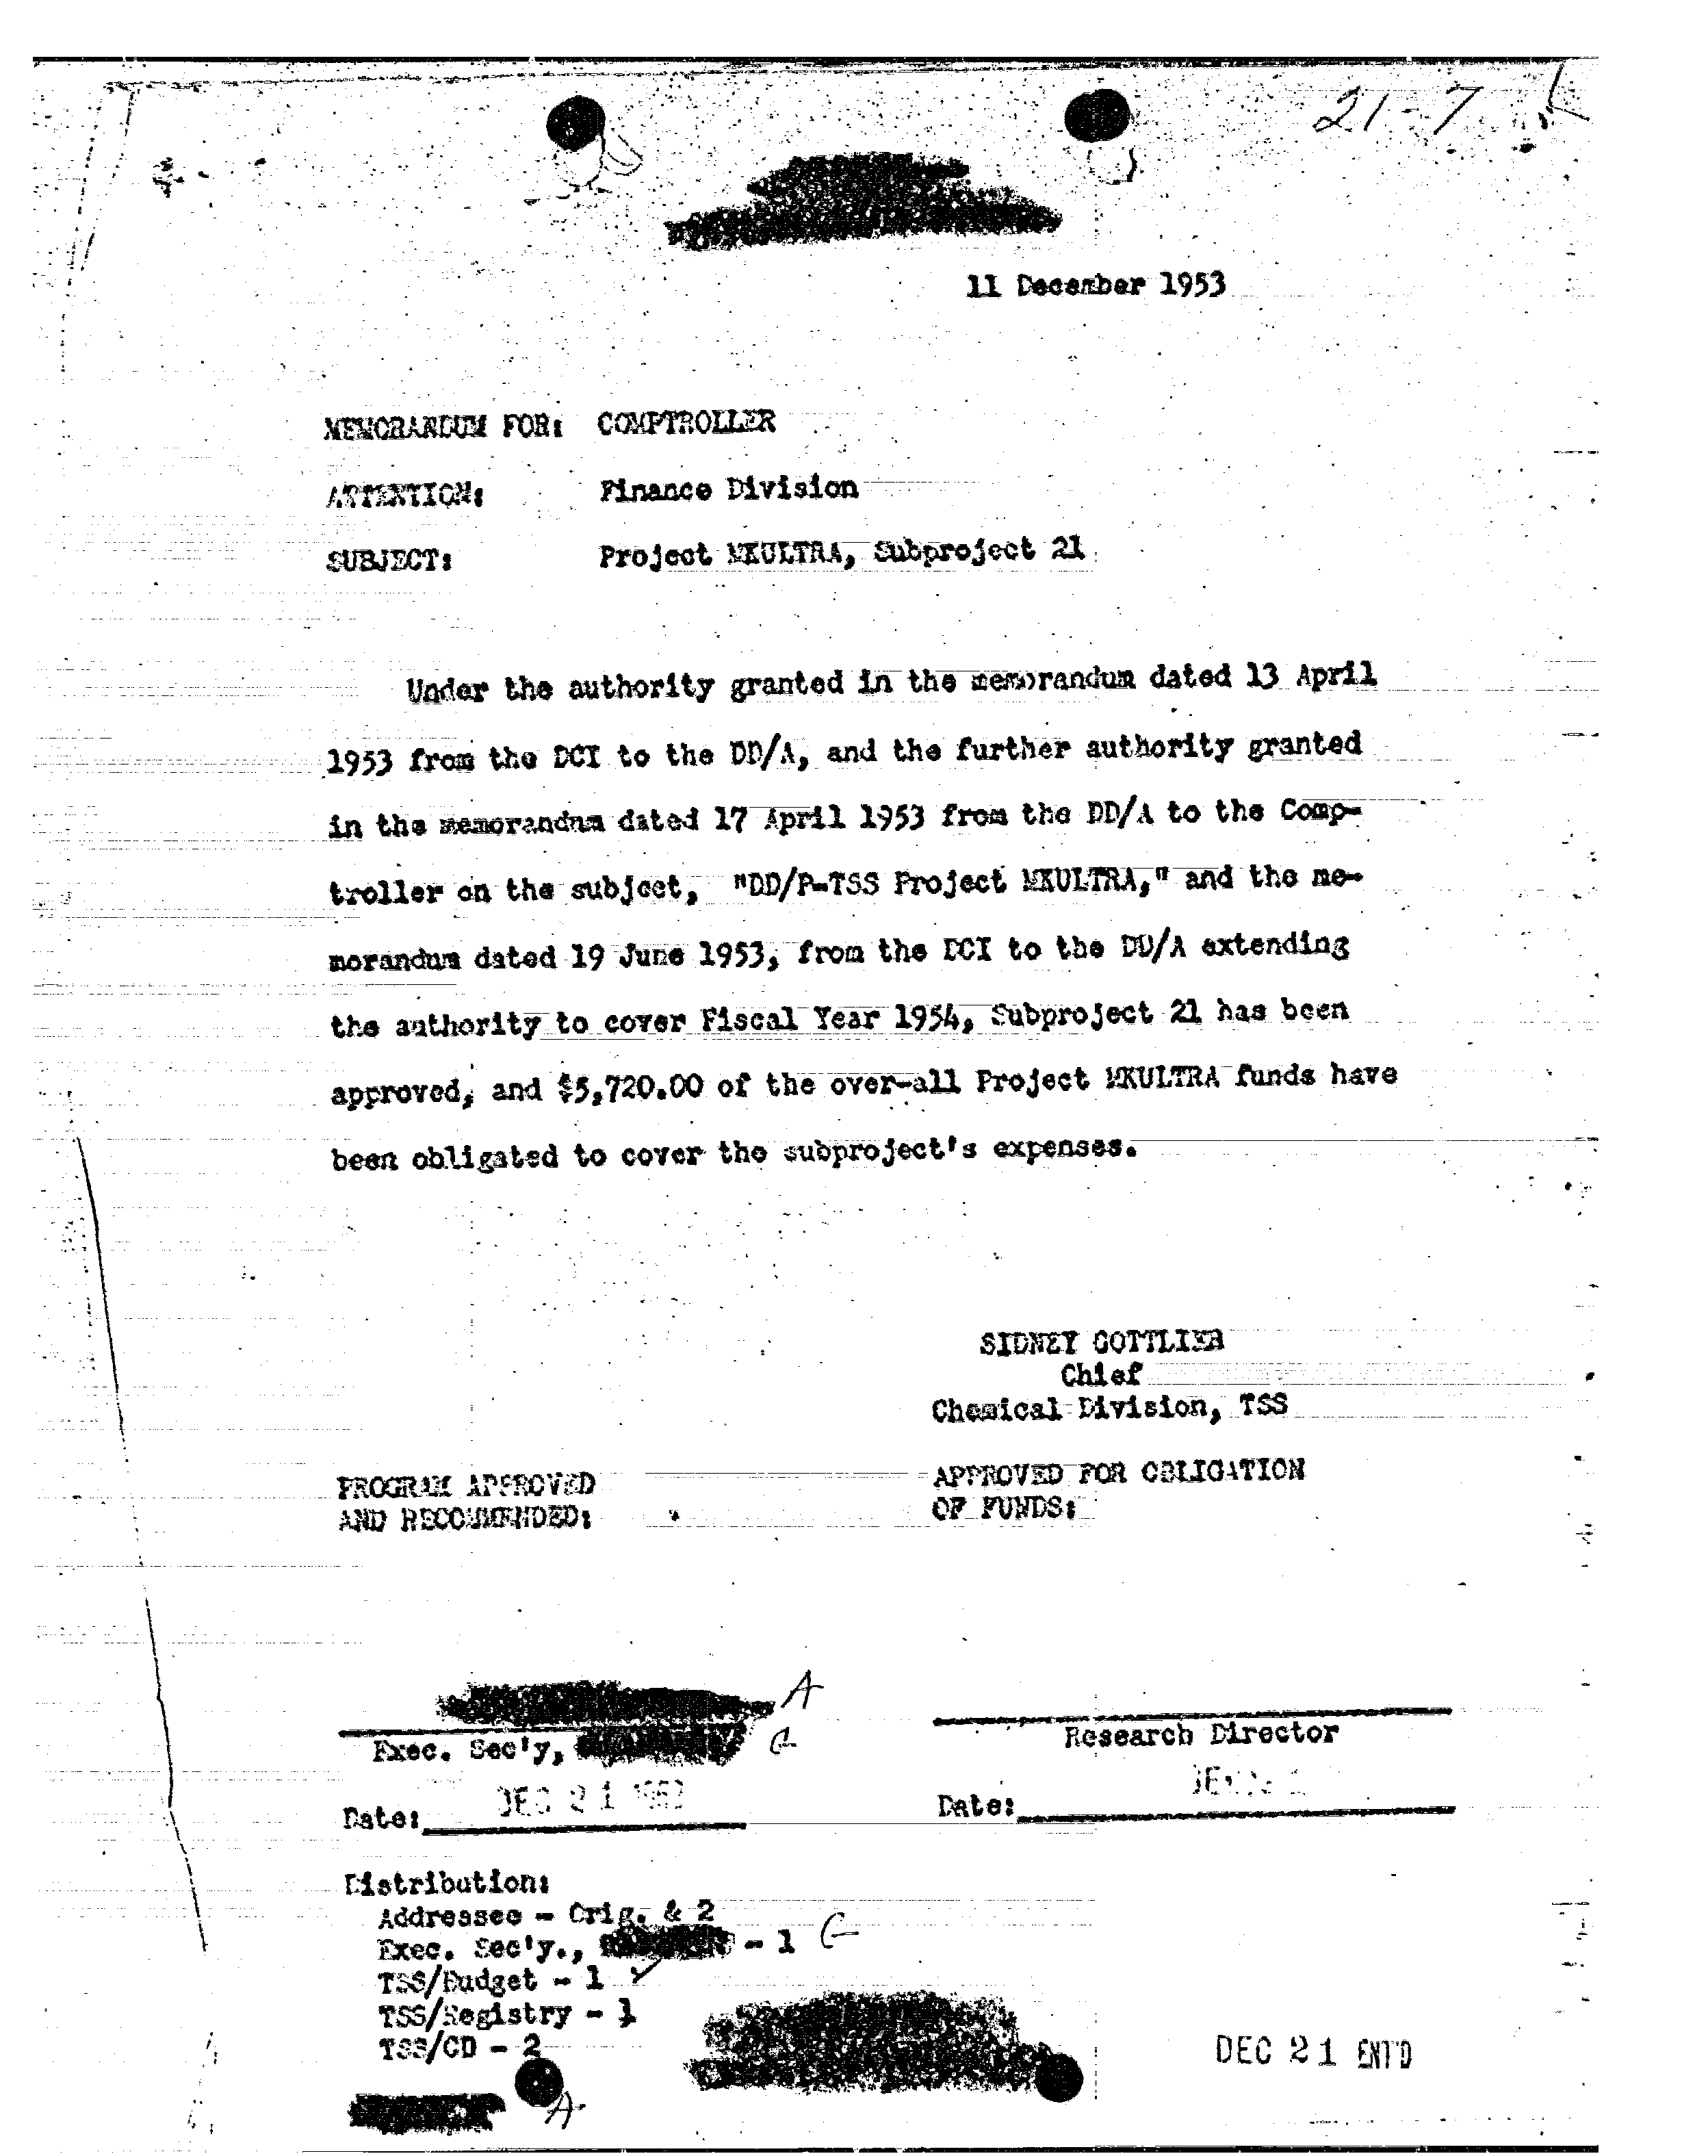 21-7
11 December 1953
MEMORANDUM FOR: COMPTROLLER
ATTENTION: Finance Division
SUBJECT: Project MKULTRA, Subproject 21
Under the authority granted in the memorandum dated 13 April
1953 from the DCI to the DD/A, and the further authority granted
in the memorandum dated 17 April 1953 from the DD/A to the Comp-
troller on the subject, "DD/P-TSS Project MKULTRA," and the me-
morandum dated 19 June 1953, from the DCI to the DD/A extending
the authority to cover Fiscal Year 1954, Subproject 21 has been
approved, and $5,720.00 of the over-all Project MKULTRA funds have
been obligated to cover the subproject's expenses.
SIDNEY GOTTLIEB
Chief
Chemical Division, TSS
PROGRAM APPROVED
AND RECOMMENDED:
APPROVED FOR OBLIGATION
OF FUNDS:
A
Exec. Sec'y,
Research Director
Date: DEC 21 1953
Date:
Distribution:
Addressee - Orig. & 2
Exec. Sec'y., - 1 C
TSS/Budget - 1
TSS/Registry - 1
TSS/CD - 2
A
DEC 21 ENT'D